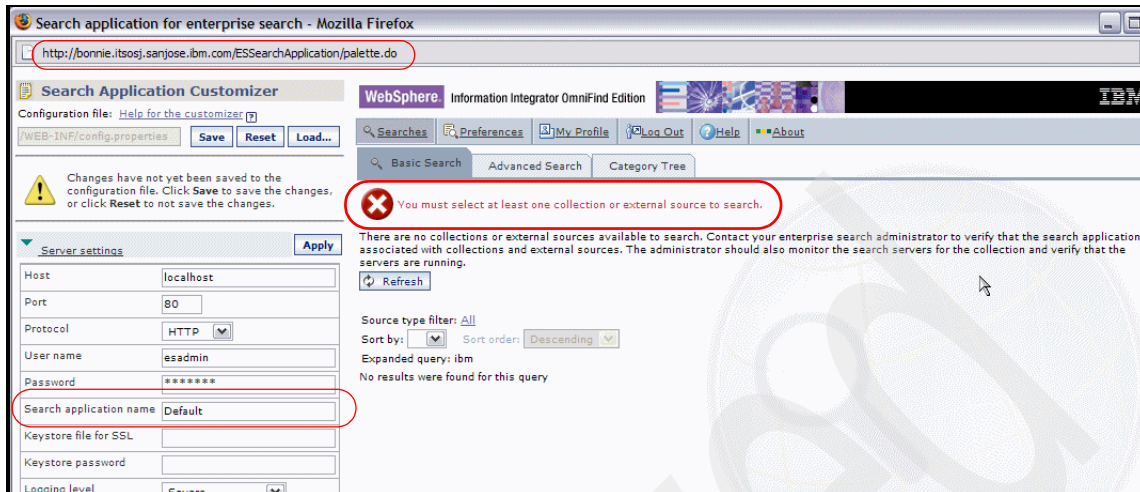 Search application for enterprise search - Mozilla Firefox
http://bonnie.itsosj.sanjose.ibm.com/ESSearchApplication/palette.do
Search Application Customizer
Configuration file: Help for the customizer ?
/WEB-INF/config.properties Save Reset Load...
Changes have not yet been saved to the
configuration file. Click Save to save the changes,
or click Reset to not save the changes.
Server settings Apply
Host localhost
Port 80
Protocol HTTP
User name esadmin
Password *******
Search application name Default
Keystore file for SSL
Keystore password
Logging level Severe
WebSphere. Information Integrator OmniFind Edition IBM
Searches Preferences My Profile Log Out Help About
Basic Search Advanced Search Category Tree
You must select at least one collection or external source to search.
There are no collections or external sources available to search. Contact your enterprise search administrator to verify that the search application
associated with collections and external sources. The administrator should also monitor the search servers for the collection and verify that the
servers are running.
Refresh
Source type filter: All
Sort by: Sort order: Descending
Expanded query: ibm
No results were found for this query